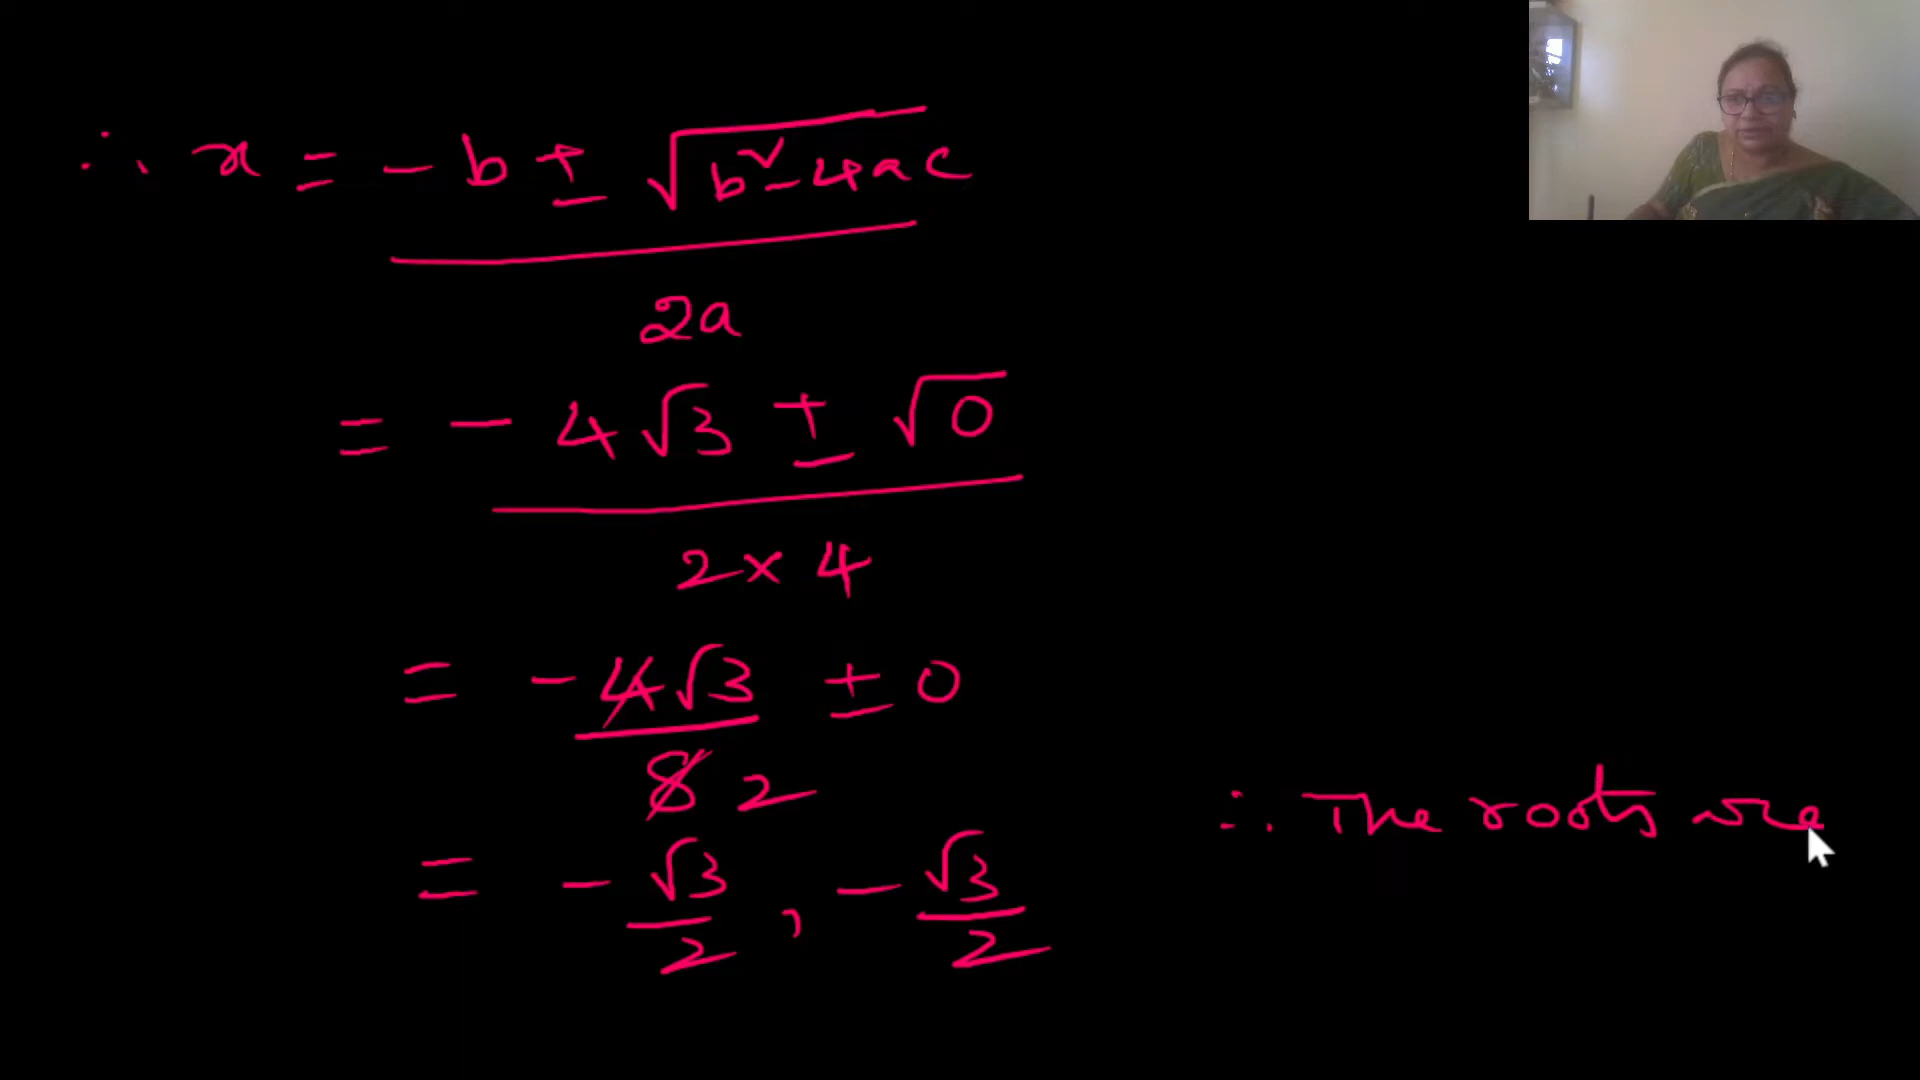 ∴ x = -b ± √b²-4ac
2a
= - 4√3 ± √0
2 × 4
= - 4√3 ± 0
8 2
= - √3/2 , - √3/2
∴ The roots are